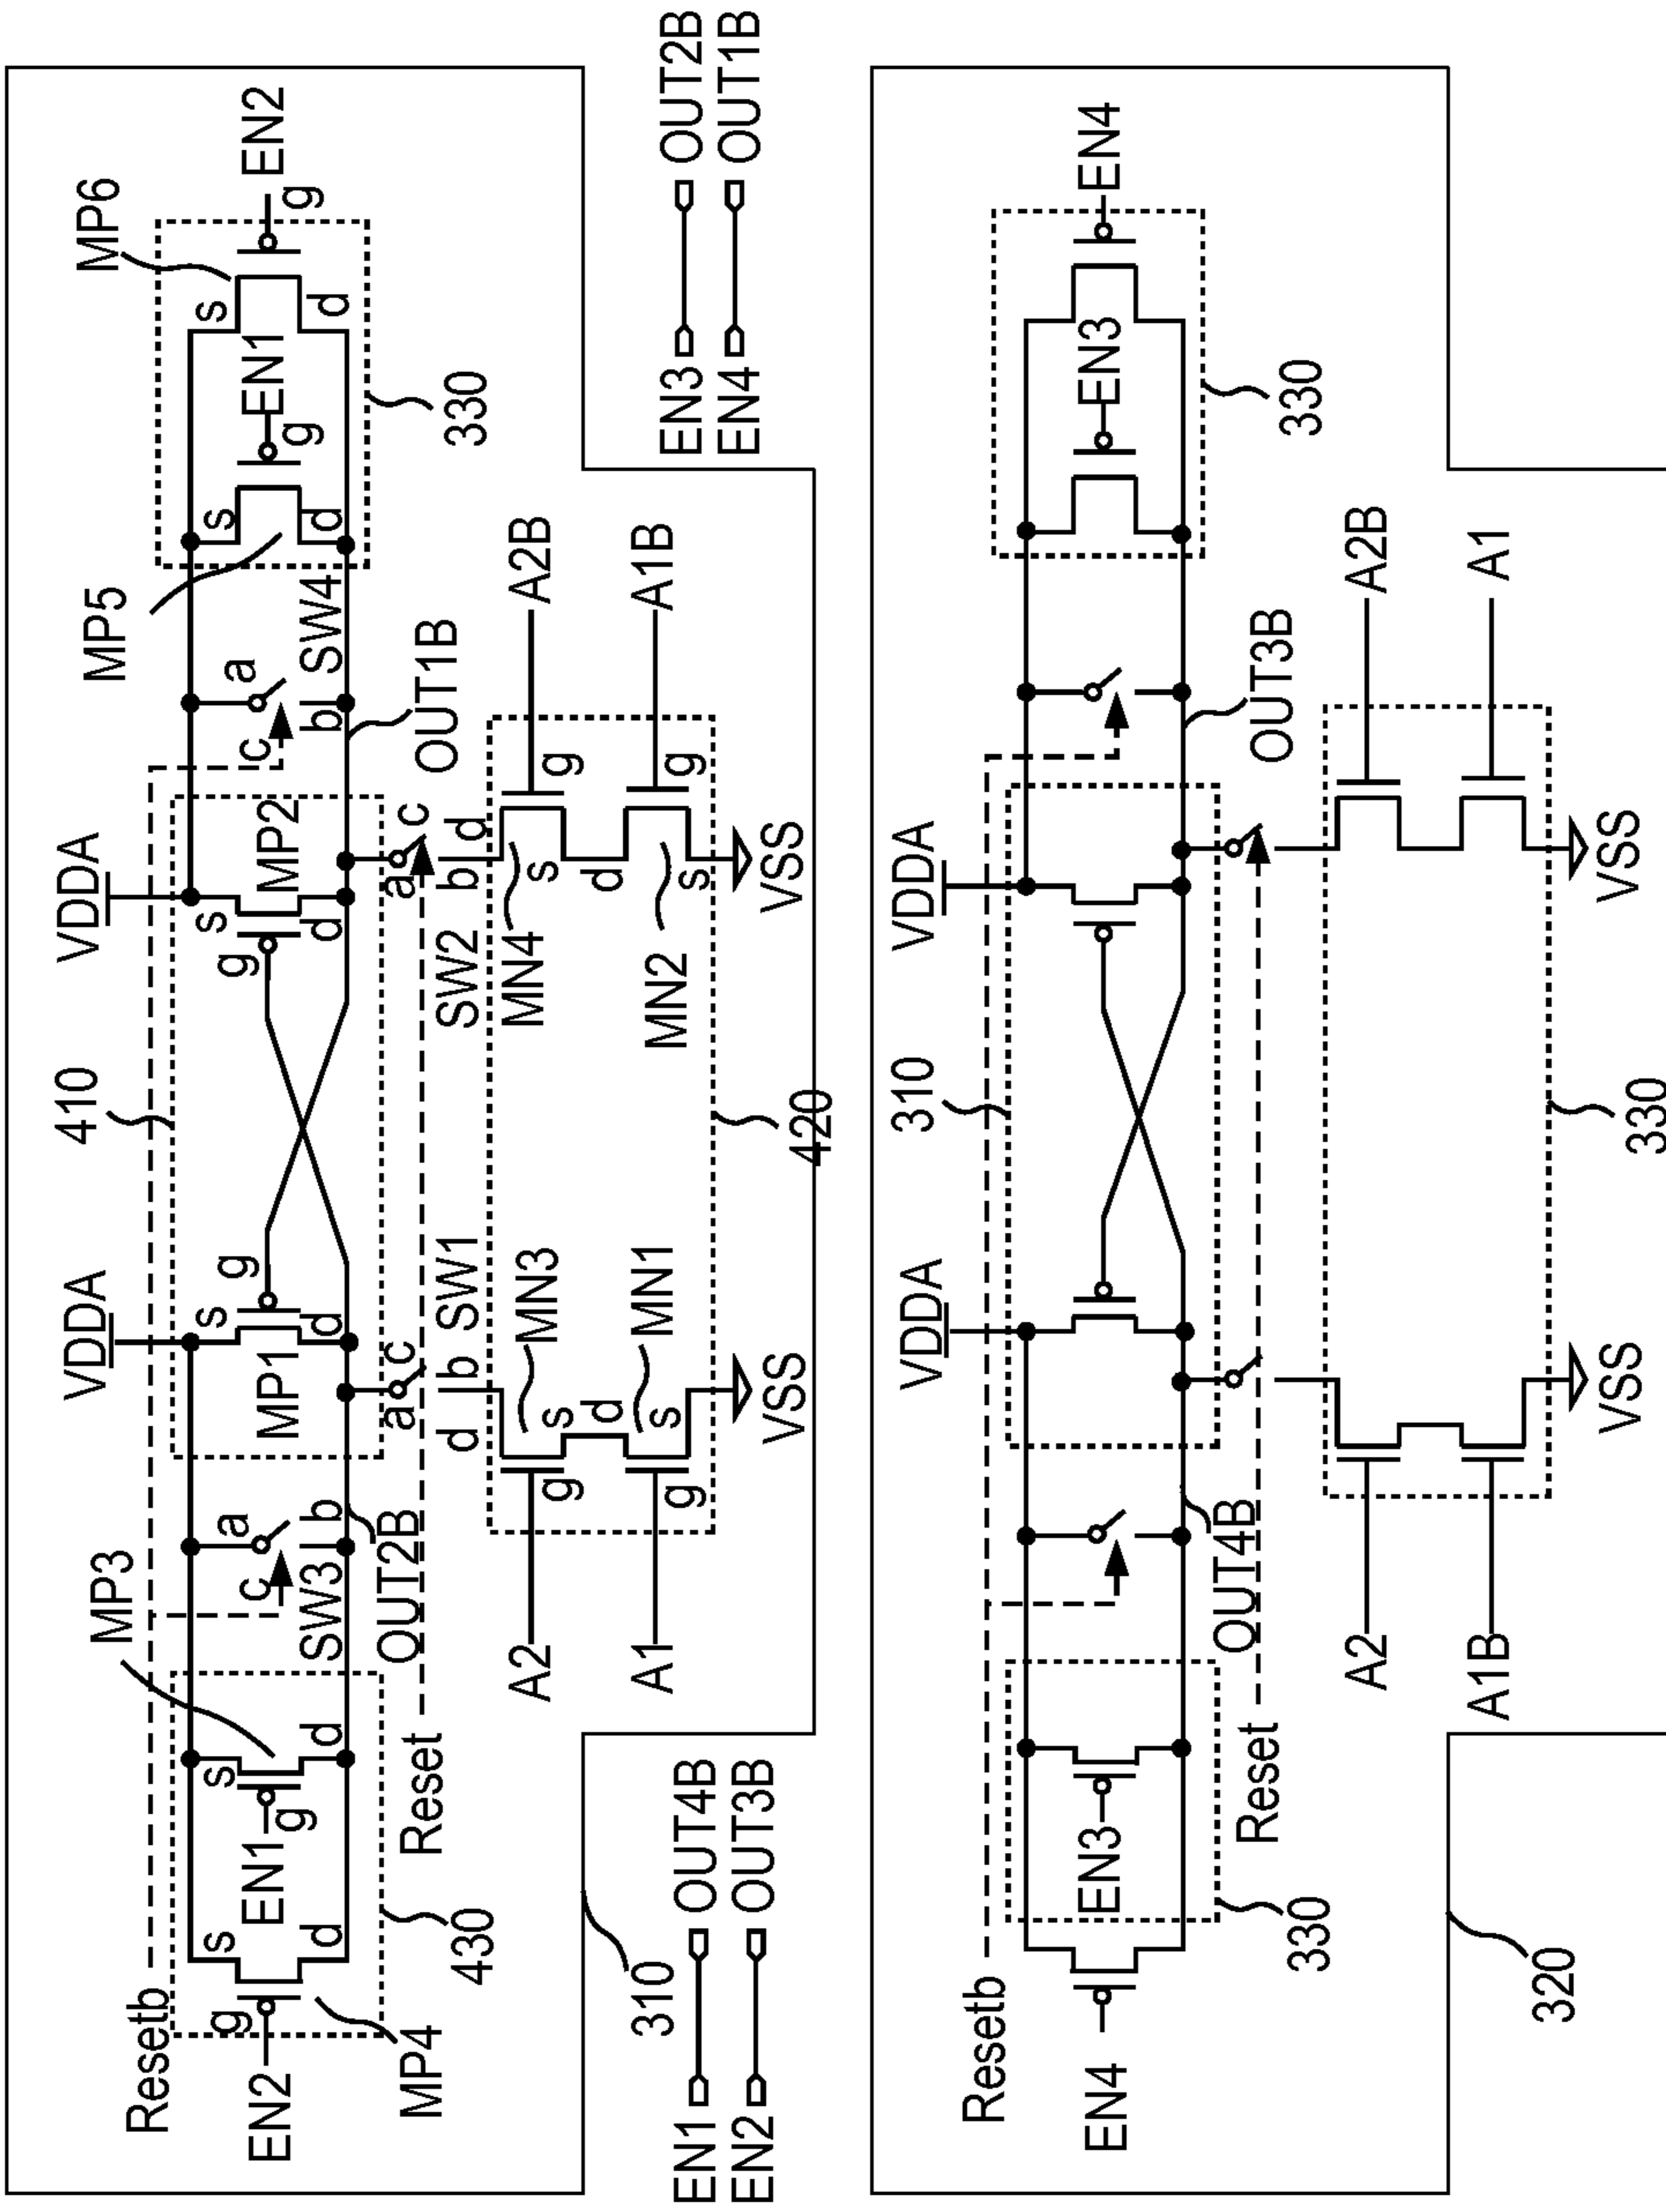 VDDA
410
VDDA
MP6
MP3
MP5
Resetb
EN2
g
s
d
EN1
g
s
d
c
a
b
SW3
s
g
d
MP1
g
s
d
MP2
c
a
b
SW4
s
g
d
EN1
s
d
g
EN2
MP4
430
OUT2B
Reset
a
c
b
SW1
d
a
c
b
SW2
d
OUT1B
330
A2
g
s
MN3
MN4
s
g
A2B
A1
g
d
s
MN1
MN2
d
s
g
A1B
VSS
420
VSS
310
EN1
OUT4B
EN2
OUT3B
EN3
OUT2B
EN4
OUT1B
VDDA
310
VDDA
Resetb
EN4
EN3
EN3
EN4
330
OUT4B
Reset
OUT3B
330
A2
A2B
A1B
A1
VSS
330
VSS
320